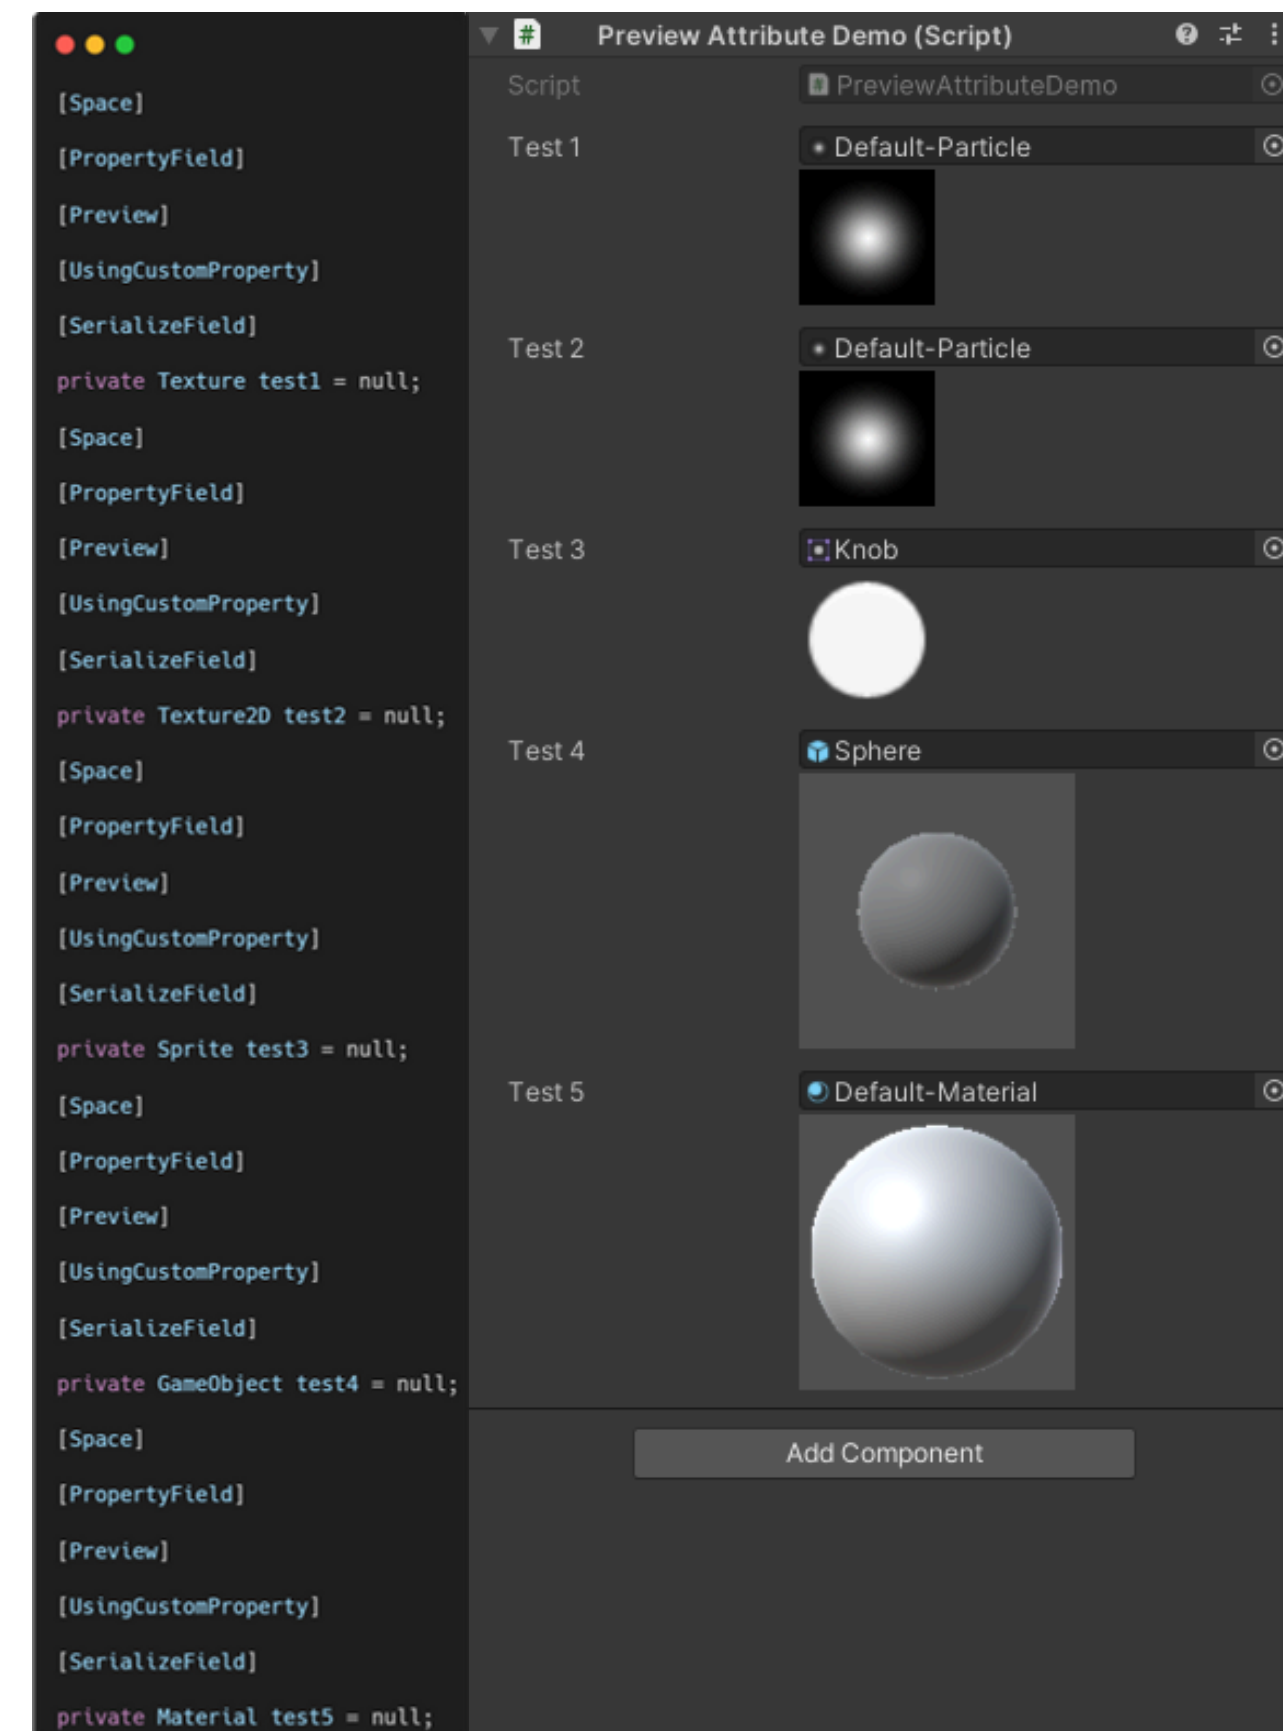 [Space]
[PropertyField]
[Preview]
[UsingCustomProperty]
[SerializeField]
private Texture test1 = null;
[Space]
[PropertyField]
[Preview]
[UsingCustomProperty]
[SerializeField]
private Texture2D test2 = null;
[Space]
[PropertyField]
[Preview]
[UsingCustomProperty]
[SerializeField]
private Sprite test3 = null;
[Space]
[PropertyField]
[Preview]
[UsingCustomProperty]
[SerializeField]
private GameObject test4 = null;
[Space]
[PropertyField]
[Preview]
[UsingCustomProperty]
[SerializeField]
private Material test5 = null;
# Preview Attribute Demo (Script) ?
Script # PreviewAttributeDemo
Test 1 Default-Particle
Test 2 Default-Particle
Test 3 Knob
Test 4 Sphere
Test 5 Default-Material
Add Component